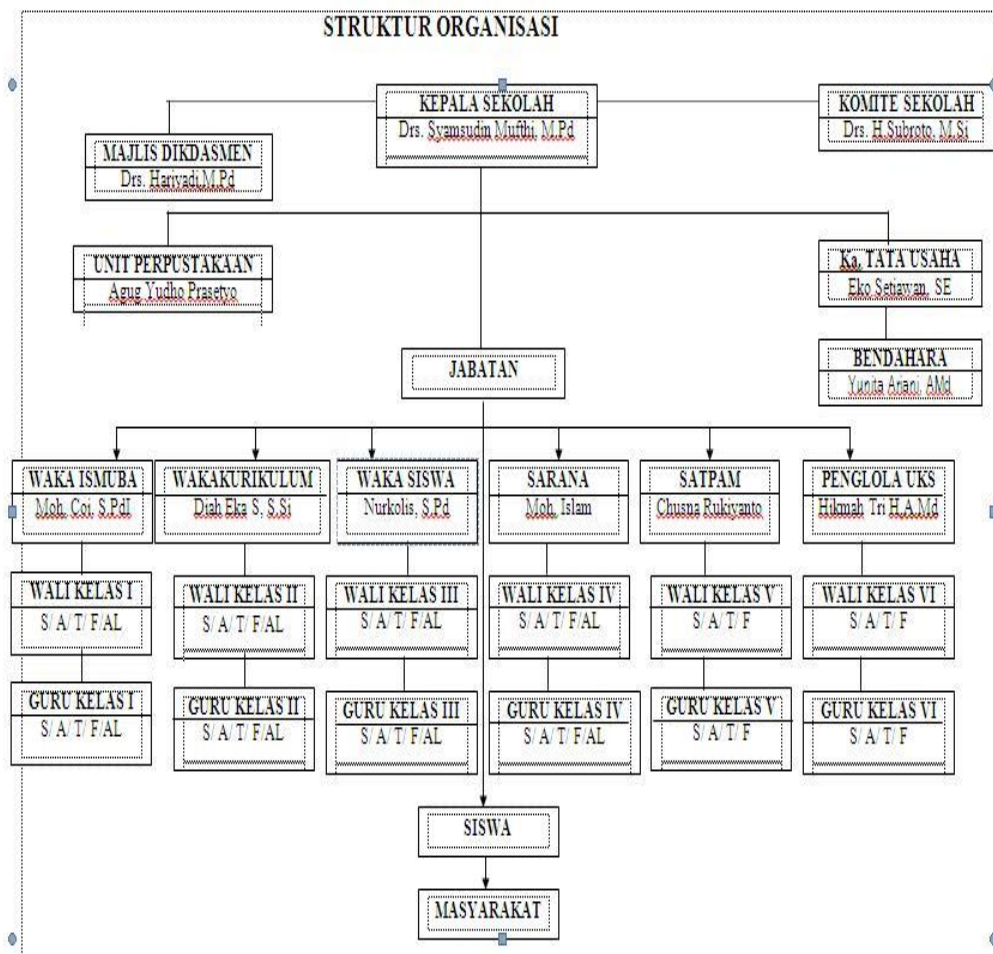 STRUKTUR ORGANISASI
KEPALA SEKOLAH
Drs. Syamsudin Mufthi, M.Pd
KOMITE SEKOLAH
Drs. H.Subroto, M.Si
MAJLIS DIKDASMEN
Drs. Hariyadi,M.Pd
UNIT PERPUSTAKAAN
Agug Yudho Prasetyo
Ka. TATA USAHA
Eko Setiawan, SE
BENDAHARA
Yunita Ariani, AMd
JABATAN
WAKA ISMUBA
Moh. Coi, S.PdI
WAKAKURIKULUM
Diah Eka S, S.Si
WAKA SISWA
Nurkolis, S.Pd
SARANA
Moh. Islam
SATPAM
Chusna Rukiyanto
PENGLOLA UKS
Hikmah Tri H,A.Md
WALI KELAS I
S/ A/ T/ F/AL
WALI KELAS II
S/ A/ T/ F/AL
WALI KELAS III
S/ A/ T/ F/AL
WALI KELAS IV
S/ A/ T/ F/AL
WALI KELAS V
S/ A/ T/ F
WALI KELAS VI
S/ A/ T/ F
GURU KELAS I
S/ A/ T/ F/AL
GURU KELAS II
S/ A/ T/ F/AL
GURU KELAS III
S/ A/ T/ F/AL
GURU KELAS IV
S/ A/ T/ F/AL
GURU KELAS V
S/ A/ T/ F
GURU KELAS VI
S/ A/ T/ F
SISWA
MASYARAKAT